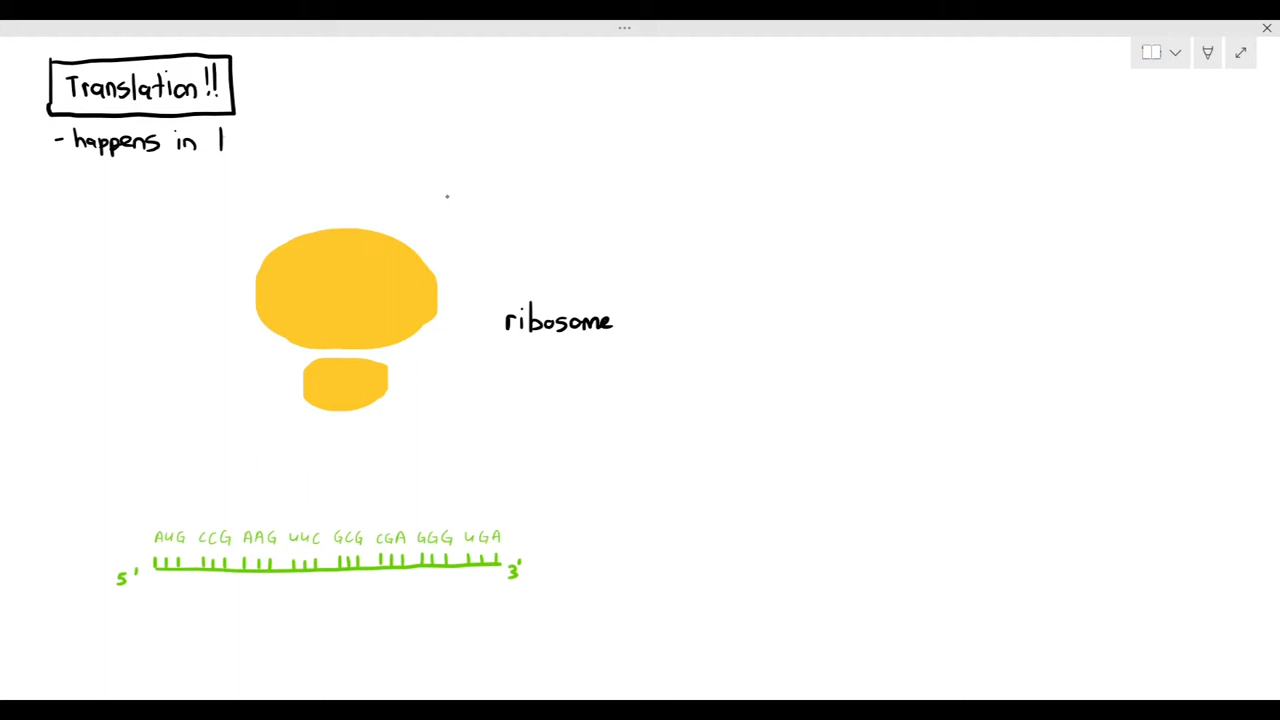 Translation!!
- happens in
ribosome
AUG CCG AAG UUC GCG CGA GGG UGA
5' 3'